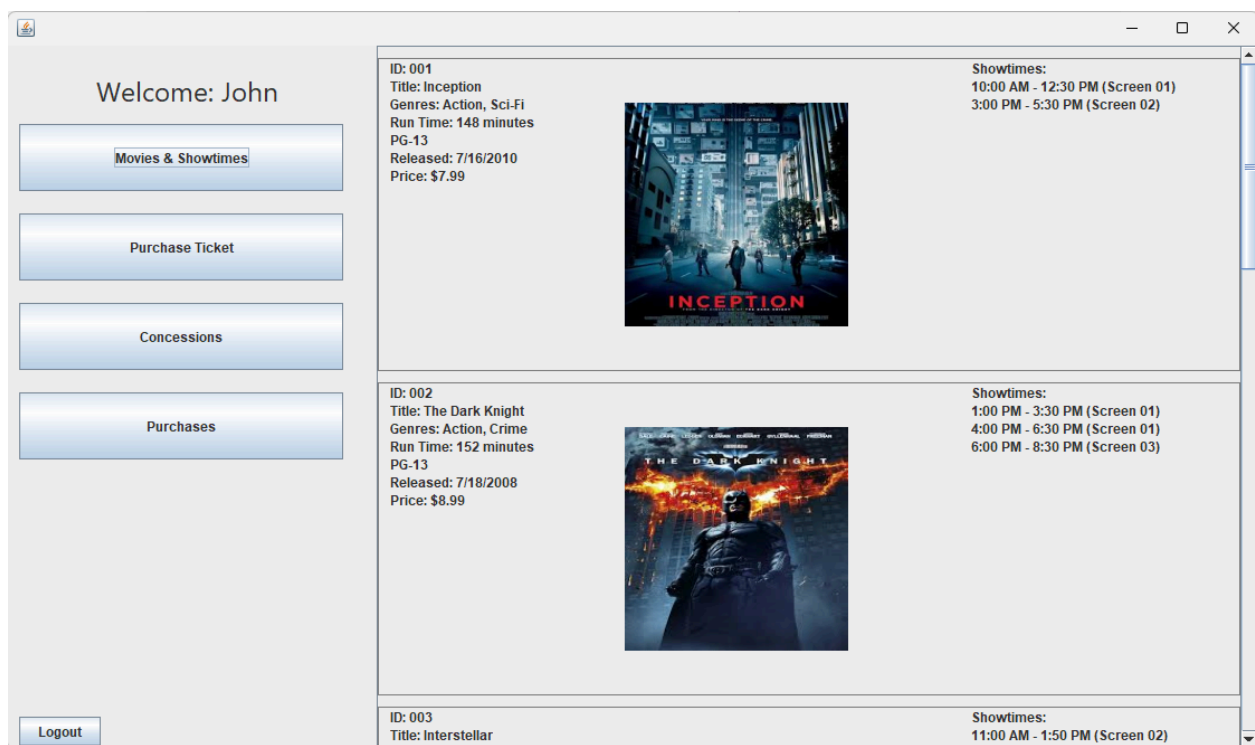 Welcome: John
Movies & Showtimes
Purchase Ticket
Concessions
Purchases
Logout
ID: 001
Title: Inception
Genres: Action, Sci-Fi
Run Time: 148 minutes
PG-13
Released: 7/16/2010
Price: $7.99
INCEPTION
Showtimes:
10:00 AM - 12:30 PM (Screen 01)
3:00 PM - 5:30 PM (Screen 02)
ID: 002
Title: The Dark Knight
Genres: Action, Crime
Run Time: 152 minutes
PG-13
Released: 7/18/2008
Price: $8.99
THE DARK KNIGHT
Showtimes:
1:00 PM - 3:30 PM (Screen 01)
4:00 PM - 6:30 PM (Screen 01)
6:00 PM - 8:30 PM (Screen 03)
ID: 003
Title: Interstellar
Showtimes:
11:00 AM - 1:50 PM (Screen 02)